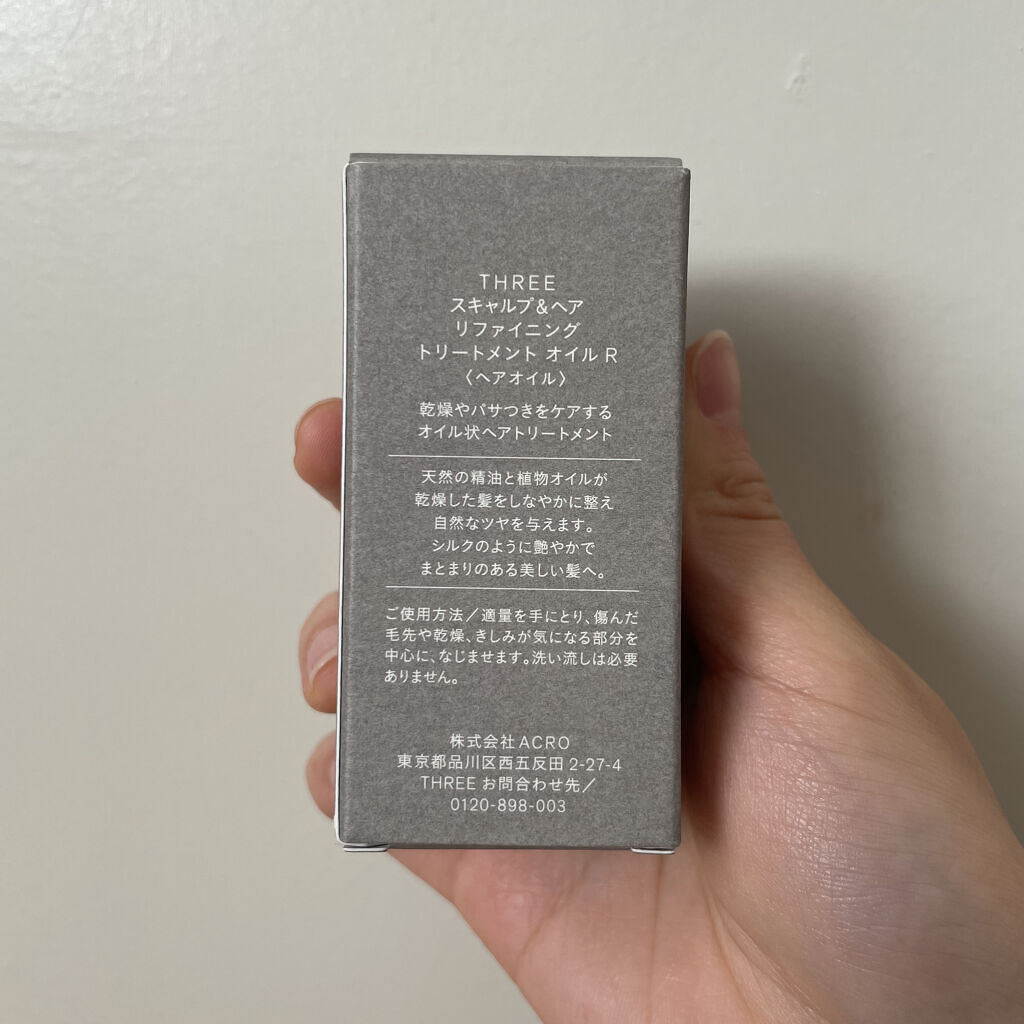 THREE
スキャルプ&ヘア
リファイニング
トリートメント オイル R
〈ヘアオイル〉
乾燥やパサつきをケアする
オイル状ヘアトリートメント
天然の精油と植物オイルが
乾燥した髪をしなやかに整え
自然なツヤを与えます。
シルクのように艶やかで
まとまりのある美しい髪へ。
ご使用方法/適量を手にとり、傷んだ
毛先や乾燥、きしみが気になる部分を
中心に、なじませます。洗い流しは必要
ありません。
株式会社ACRO
東京都品川区西五反田 2-27-4
THREE お問合わせ先/
0120-898-003